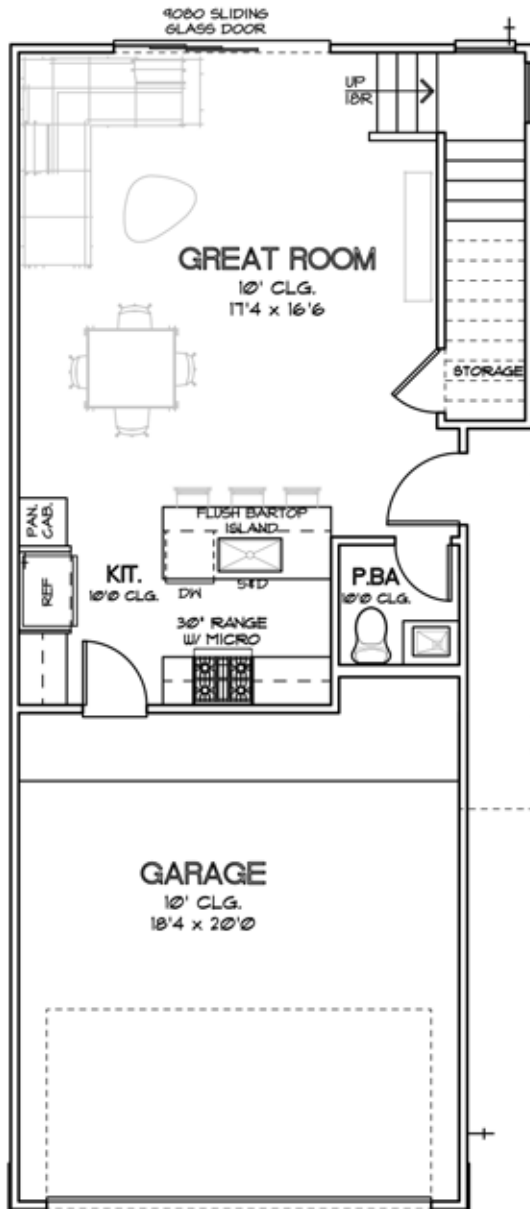 9080 SLIDING
GLASS DOOR
UP
18R
GREAT ROOM
10' CLG.
17'4 x 16'6
STORAGE
PAN.
CAB.
FLUSH BARTOP
ISLAND
REF
KIT.
10'0 CLG.
DW
S&D
P.BA
10'0 CLG.
30" RANGE
W/ MICRO
GARAGE
10' CLG.
18'4 x 20'0